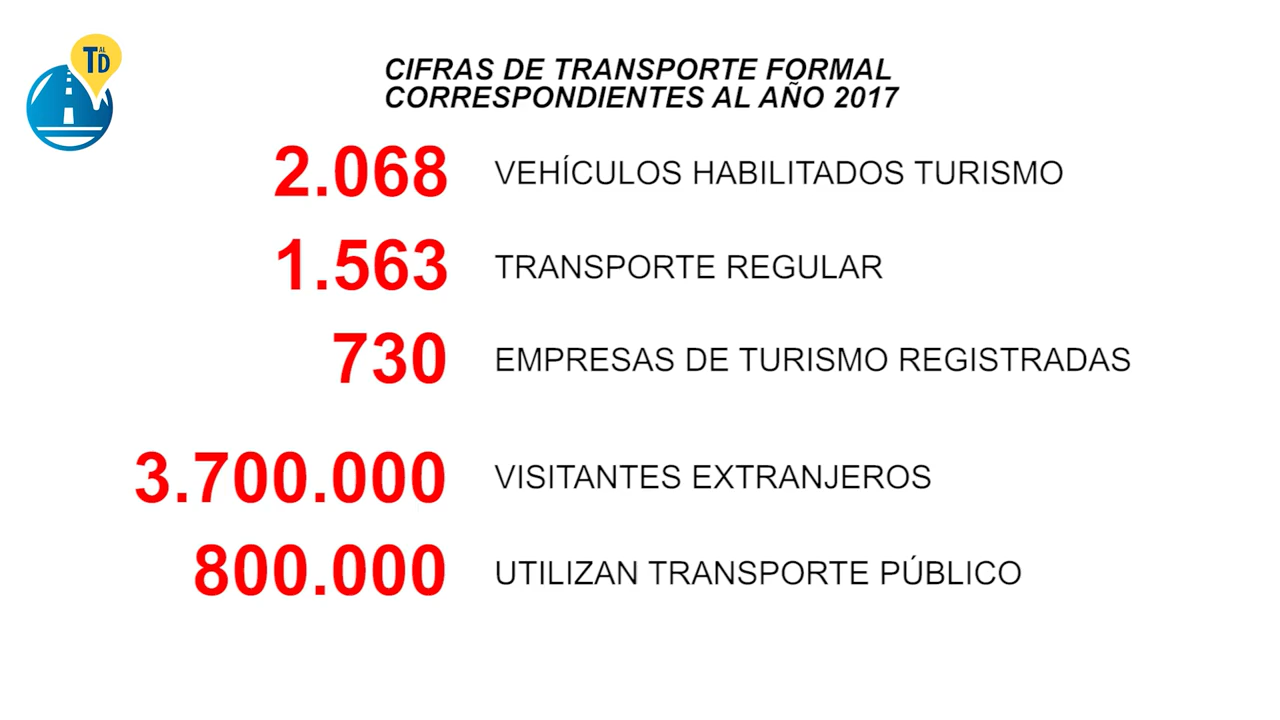 T AL D
CIFRAS DE TRANSPORTE FORMAL
CORRESPONDIENTES AL AÑO 2017
2.068 VEHÍCULOS HABILITADOS TURISMO
1.563 TRANSPORTE REGULAR
730 EMPRESAS DE TURISMO REGISTRADAS
3.700.000 VISITANTES EXTRANJEROS
800.000 UTILIZAN TRANSPORTE PÚBLICO